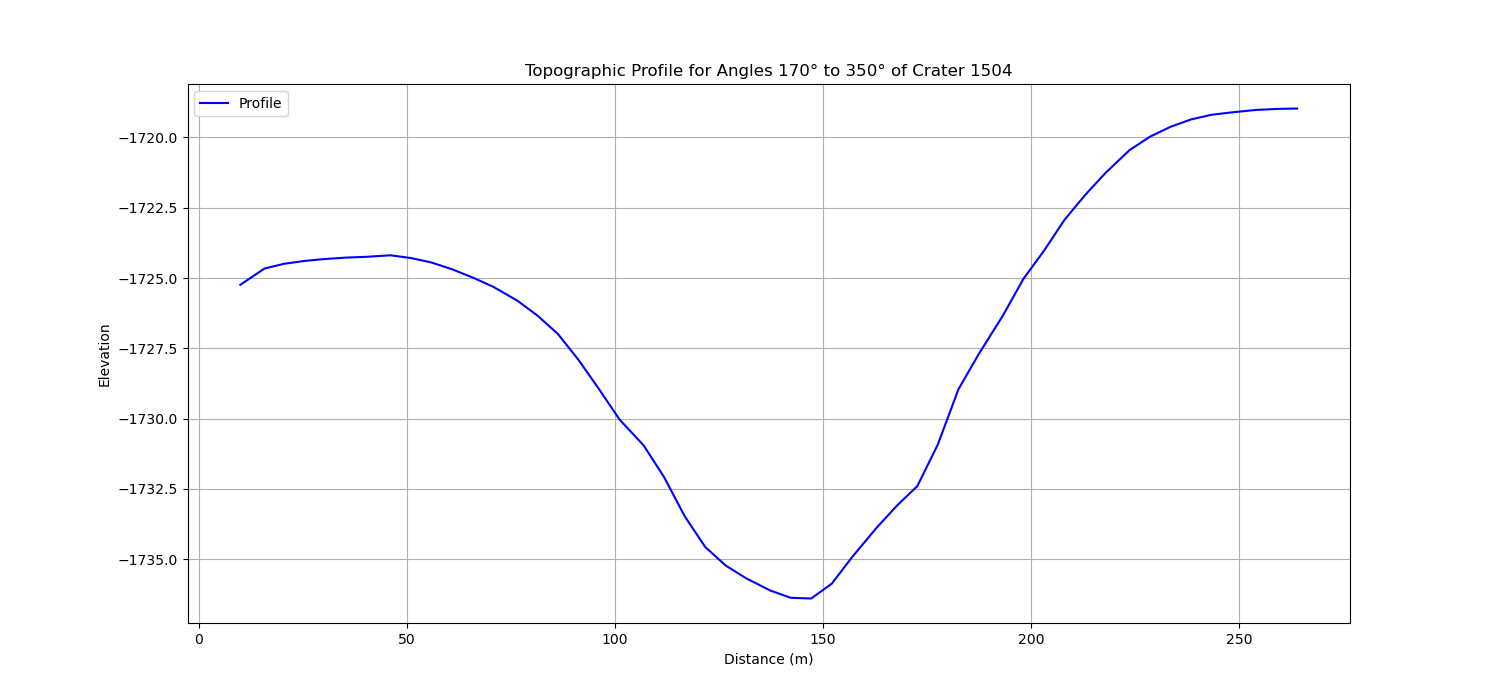 Topographic Profile for Angles 170° to 350° of Crater 1504
Profile
−1720.0
−1722.5
−1725.0
−1727.5
−1730.0
−1732.5
−1735.0
Elevation
0 50 100 150 200 250
Distance (m)